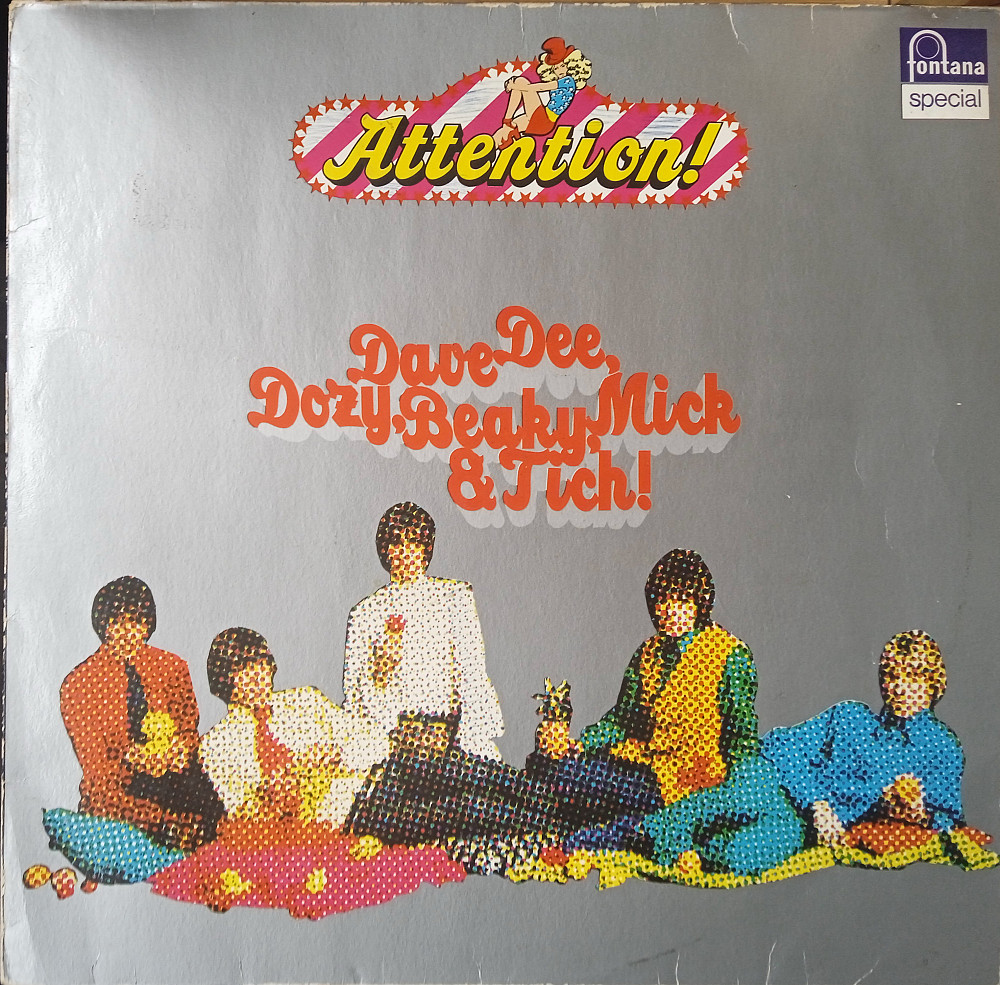 fontana
special
Attention!
Dave Dee,
Dozy, Beaky, Mick
& Tich!